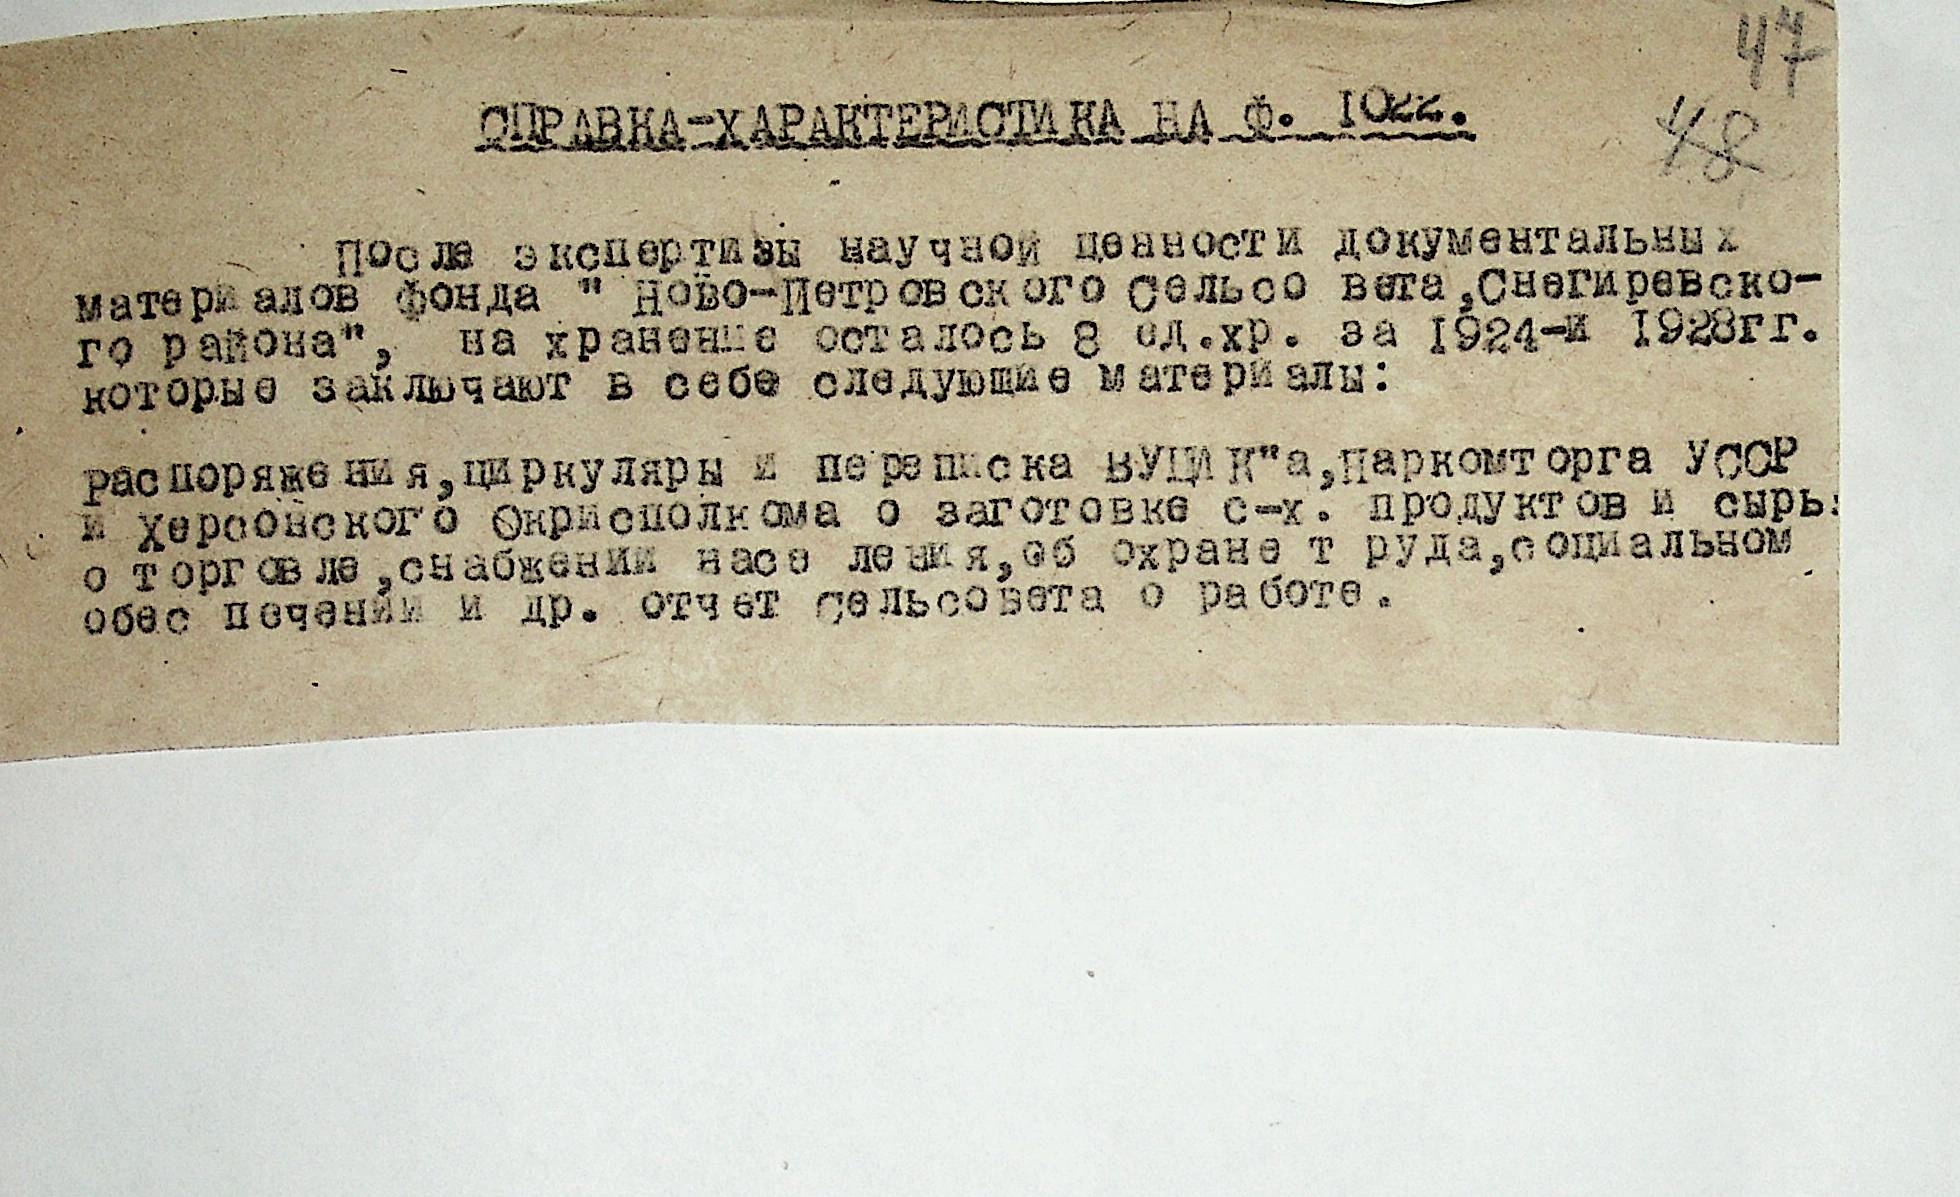 47
48
СПРАВКА-ХАРАКТЕРИСТИКА НА Ф. 1022.
После экспертизы научной ценности документальных
материалов фонда " Ново-Петровского Сельсовета,Снегиревско-
го района", на хранение осталось 8 ед.хр. за 1924-и 1928гг.
которые заключают в себе следующие материалы:
Распоряжения,циркуляры и переписка ВУЦИК"а,Наркомторга УССР
и Херсонского Окрисполкома о заготовке с-х. продуктов и сырь
о торговле,снабжении населения,об охране труда,социальном
обеспечении и др. отчет сельсовета о работе.